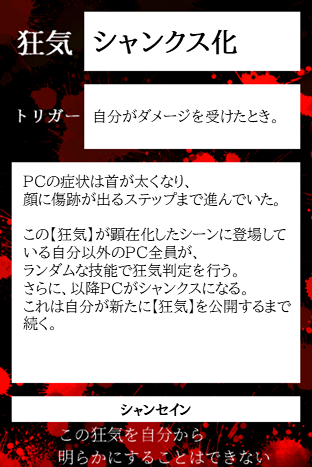 狂気 シャンクス化
トリガー 自分がダメージを受けたとき。
PCの症状は首が太くなり、
顔に傷跡が出るステップまで進んでいた。
この【狂気】が顕在化したシーンに登場して
いる自分以外のPC全員が、
ランダムな技能で狂気判定を行う。
さらに、以降PCがシャンクスになる。
これは自分が新たに【狂気】を公開するまで
続く。
シャンセイン
この狂気を自分から
明らかにすることはできない